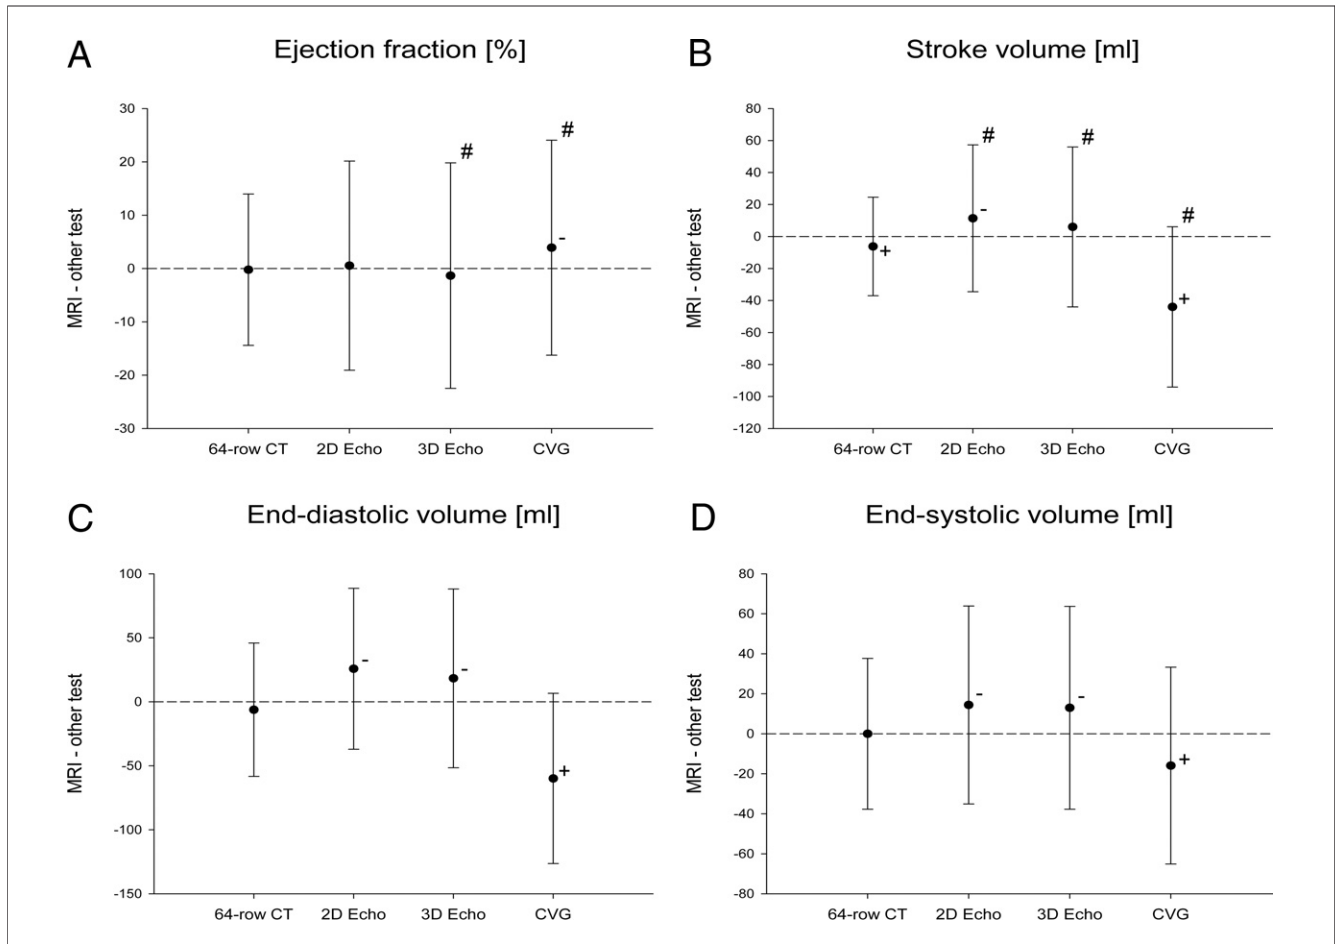 A
Ejection fraction [%]
30
20
10
0
-10
-20
-30
MRI - other test
#
#
-
64-row CT
2D Echo
3D Echo
CVG
B
Stroke volume [ml]
80
60
40
20
0
-20
-40
-60
-80
-100
-120
MRI - other test
+
#
-
#
#
+
64-row CT
2D Echo
3D Echo
CVG
C
End-diastolic volume [ml]
100
50
0
-50
-100
-150
MRI - other test
-
-
+
64-row CT
2D Echo
3D Echo
CVG
D
End-systolic volume [ml]
80
60
40
20
0
-20
-40
-60
-80
MRI - other test
-
-
+
64-row CT
2D Echo
3D Echo
CVG